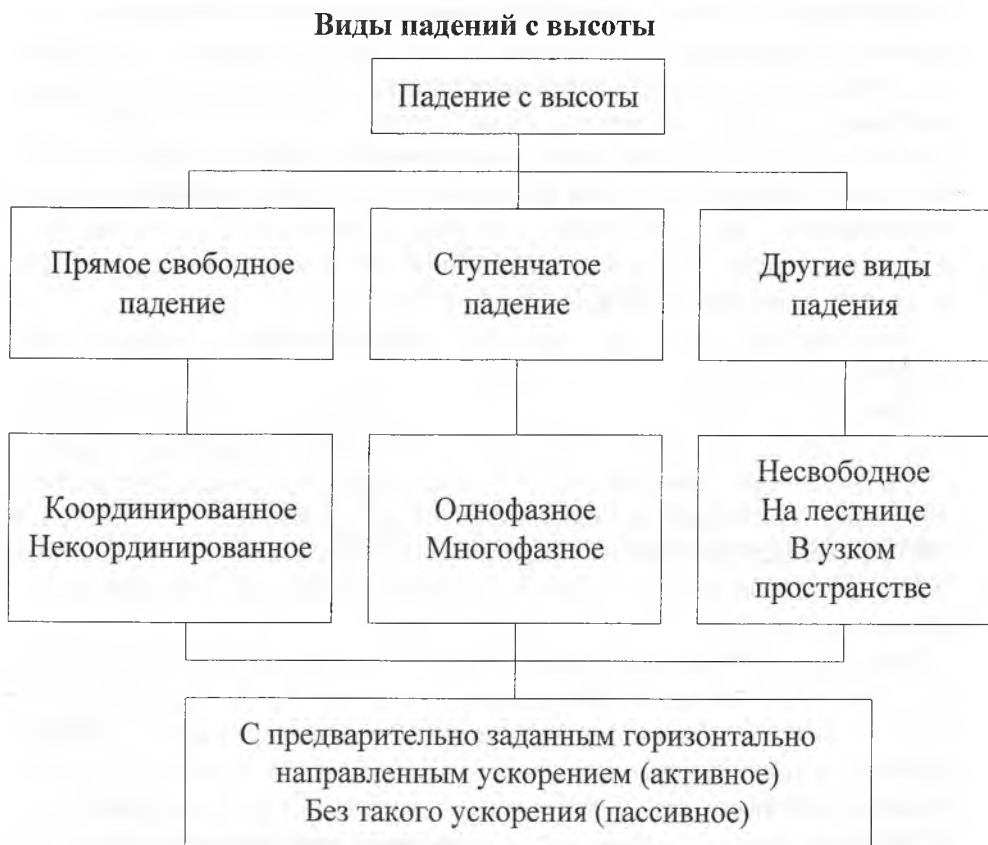 Виды падений с высоты
Падение с высоты
Прямое свободное
падение
Ступенчатое
падение
Другие виды
падения
Координированное
Некоординированное
Однофазное
Многофазное
Несвободное
На лестнице
В узком
пространстве
С предварительно заданным горизонтально
направленным ускорением (активное)
Без такого ускорения (пассивное)